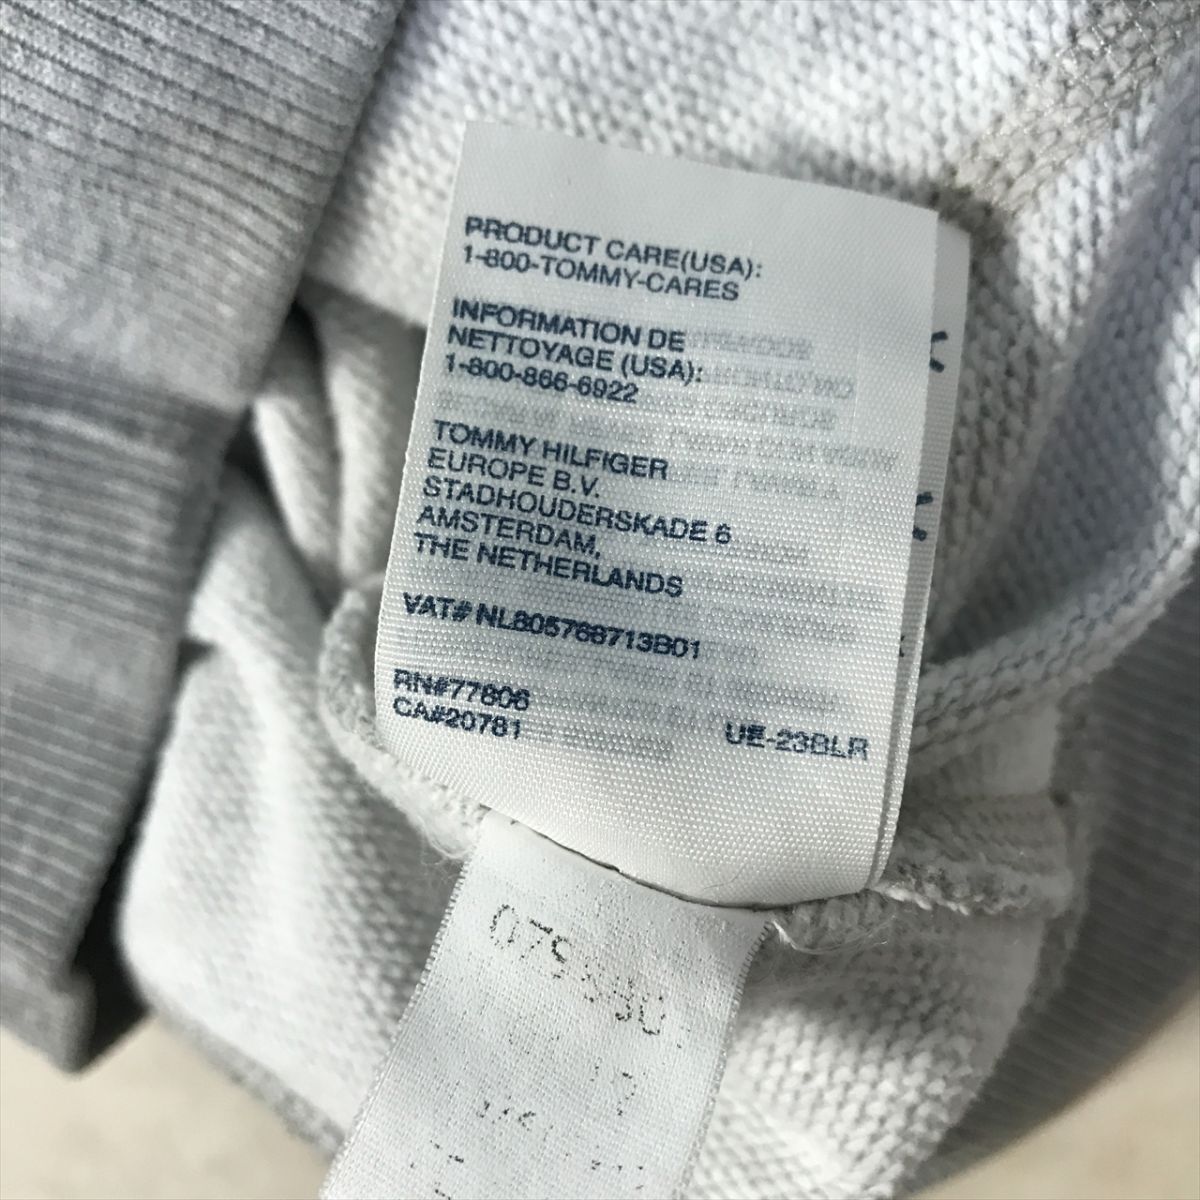 PRODUCT CARE(USA):
1-800-TOMMY-CARES
INFORMATION DE
NETTOYAGE (USA):
1-800-866-6922
TOMMY HILFIGER
EUROPE B.V.
STADHOUDERSKADE 6
AMSTERDAM,
THE NETHERLANDS
VAT# NL805768713B01
RN#77806
CA#20781
UE-23BLR